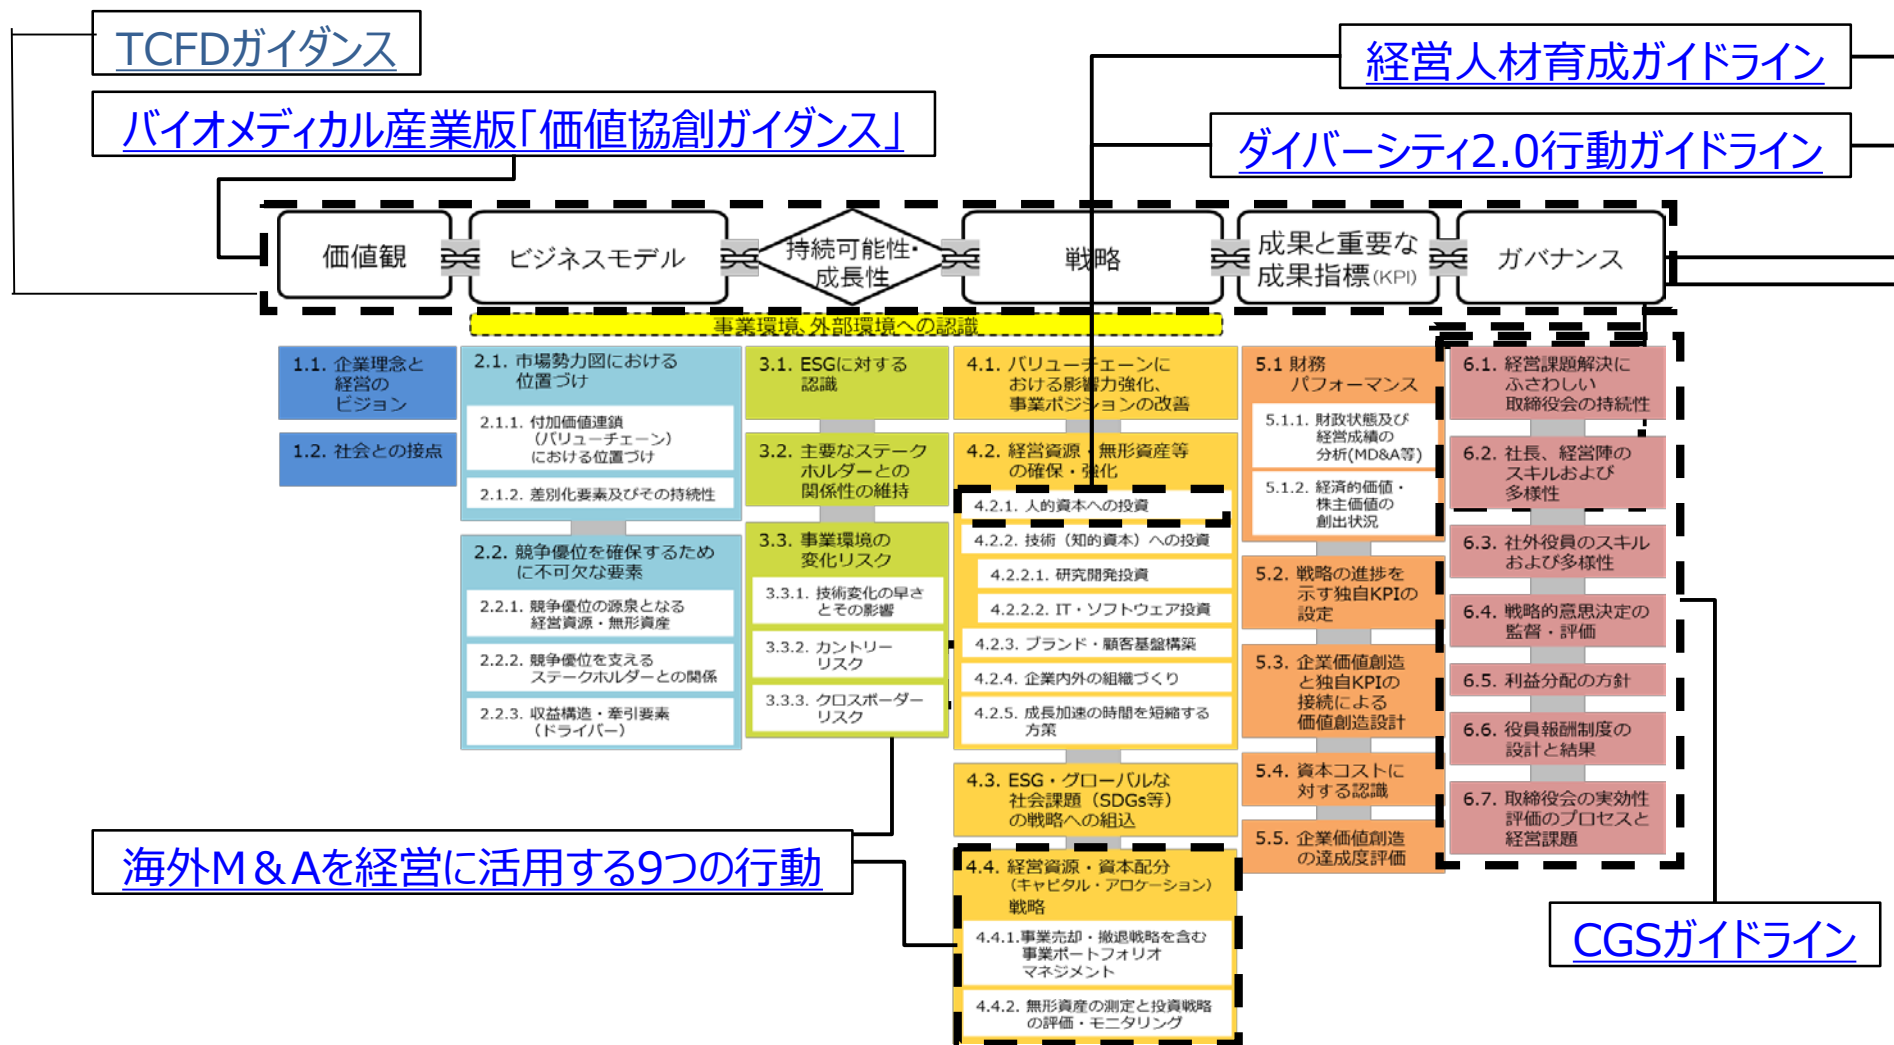 TCFDガイダンス
経営人材育成ガイドライン
バイオメディカル産業版「価値協創ガイダンス」
ダイバーシティ2.0行動ガイドライン
価値観
ビジネスモデル
持続可能性・
成長性
戦略
成果と重要な
成果指標(KPI)
ガバナンス
事業環境、外部環境への認識
1.1. 企業理念と
経営の
ビジョン
1.2. 社会との接点
2.1. 市場勢力図における
位置づけ
2.1.1. 付加価値連鎖
(バリューチェーン)
における位置づけ
2.1.2. 差別化要素及びその持続性
2.2. 競争優位を確保するため
に不可欠な要素
2.2.1. 競争優位の源泉となる
経営資源・無形資産
2.2.2. 競争優位を支える
ステークホルダーとの関係
2.2.3. 収益構造・牽引要素
(ドライバー)
3.1. ESGに対する
認識
3.2. 主要なステーク
ホルダーとの
関係性の維持
3.3. 事業環境の
変化リスク
3.3.1. 技術変化の早さ
とその影響
3.3.2. カントリー
リスク
3.3.3. クロスボーダー
リスク
4.1. バリューチェーンに
おける影響力強化、
事業ポジションの改善
4.2. 経営資源・無形資産等
の確保・強化
4.2.1. 人的資本への投資
4.2.2. 技術(知的資本)への投資
4.2.2.1. 研究開発投資
4.2.2.2. IT・ソフトウェア投資
4.2.3. ブランド・顧客基盤構築
4.2.4. 企業内外の組織づくり
4.2.5. 成長加速の時間を短縮する
方策
4.3. ESG・グローバルな
社会課題(SDGs等)
の戦略への組込
4.4. 経営資源・資本配分
(キャピタル・アロケーション)
戦略
4.4.1.事業売却・撤退戦略を含む
事業ポートフォリオ
マネジメント
4.4.2. 無形資産の測定と投資戦略
の評価・モニタリング
5.1 財務
パフォーマンス
5.1.1. 財政状態及び
経営成績の
分析(MD&A等)
5.1.2. 経済的価値・
株主価値の
創出状況
5.2. 戦略の進捗を
示す独自KPIの
設定
5.3. 企業価値創造
と独自KPIの
接続による
価値創造設計
5.4. 資本コストに
対する認識
5.5. 企業価値創造
の達成度評価
6.1. 経営課題解決に
ふさわしい
取締役会の持続性
6.2. 社長、経営陣の
スキルおよび
多様性
6.3. 社外役員のスキル
および多様性
6.4. 戦略的意思決定の
監督・評価
6.5. 利益分配の方針
6.6. 役員報酬制度の
設計と結果
6.7. 取締役会の実効性
評価のプロセスと
経営課題
海外M&Aを経営に活用する9つの行動
CGSガイドライン